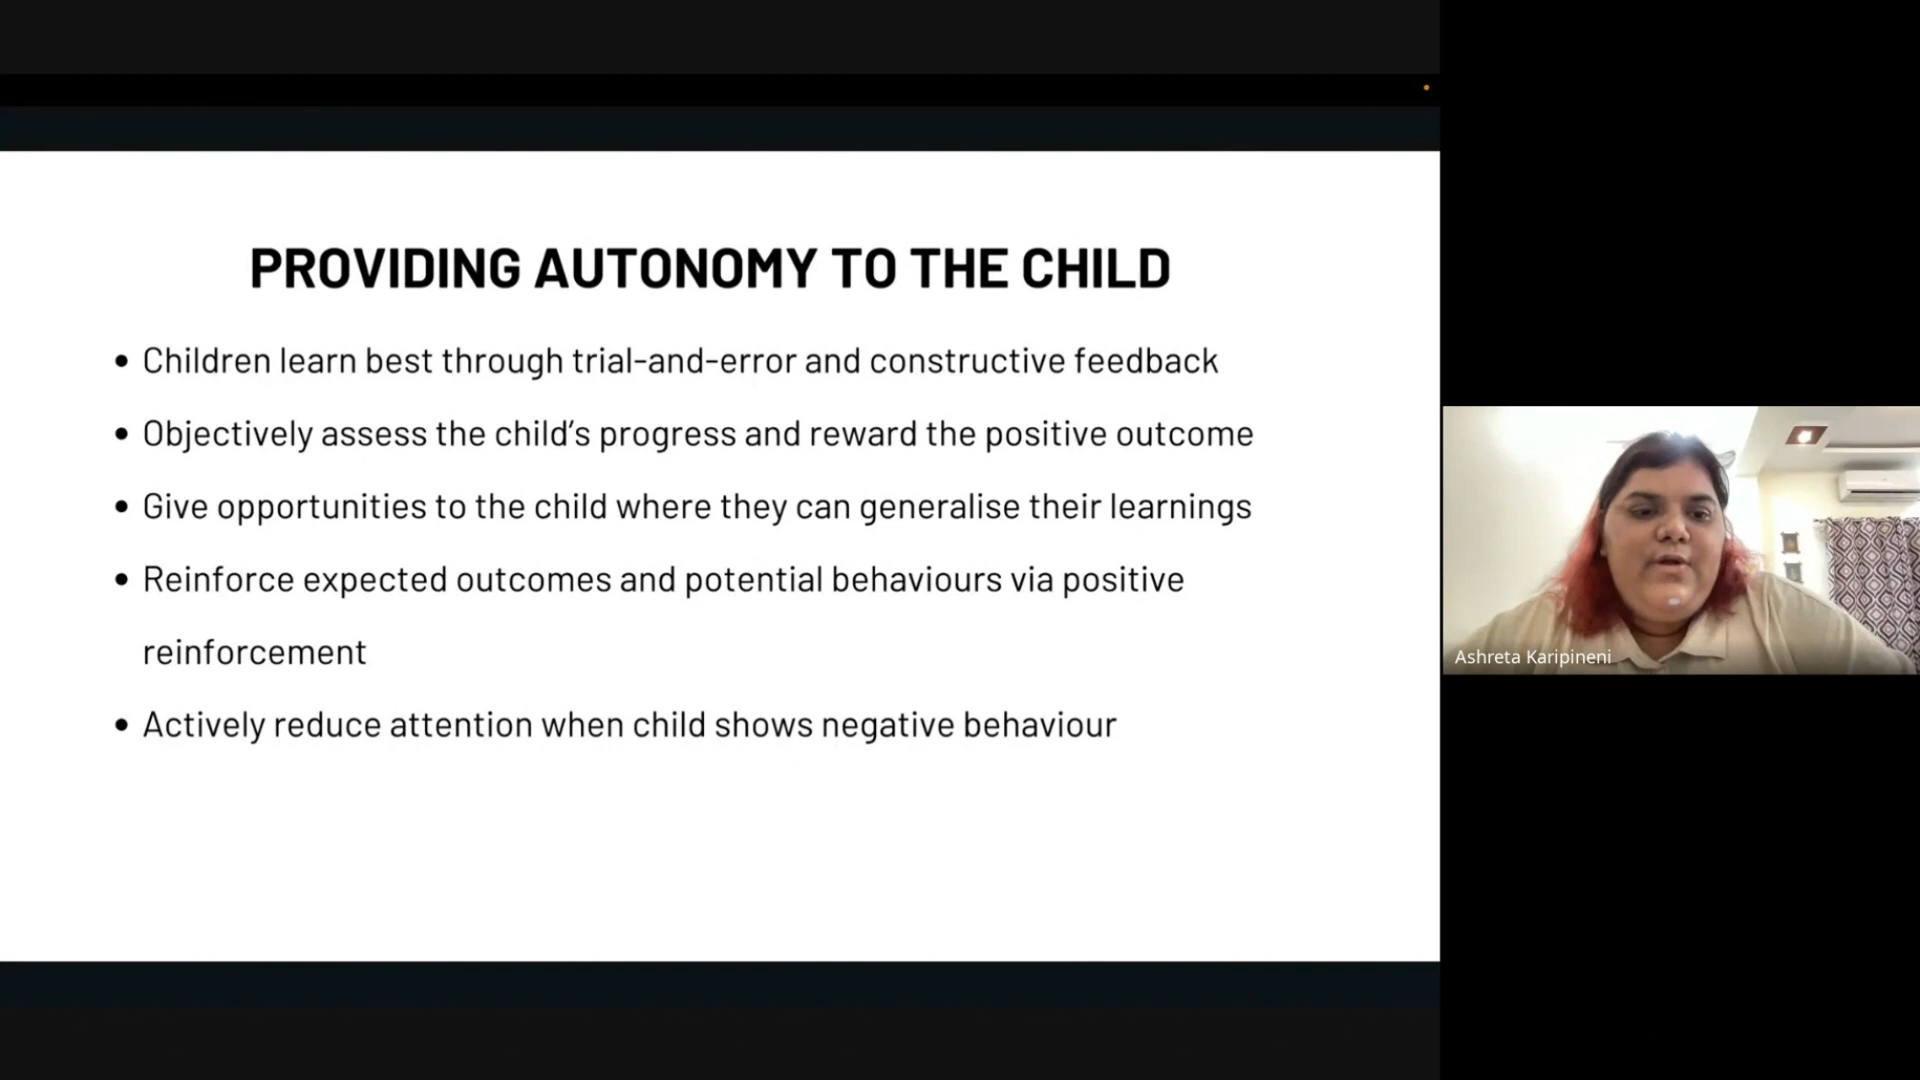 PROVIDING AUTONOMY TO THE CHILD
• Children learn best through trial-and-error and constructive feedback
• Objectively assess the child’s progress and reward the positive outcome
• Give opportunities to the child where they can generalise their learnings
• Reinforce expected outcomes and potential behaviours via positive
reinforcement
• Actively reduce attention when child shows negative behaviour
Ashreta Karipineni